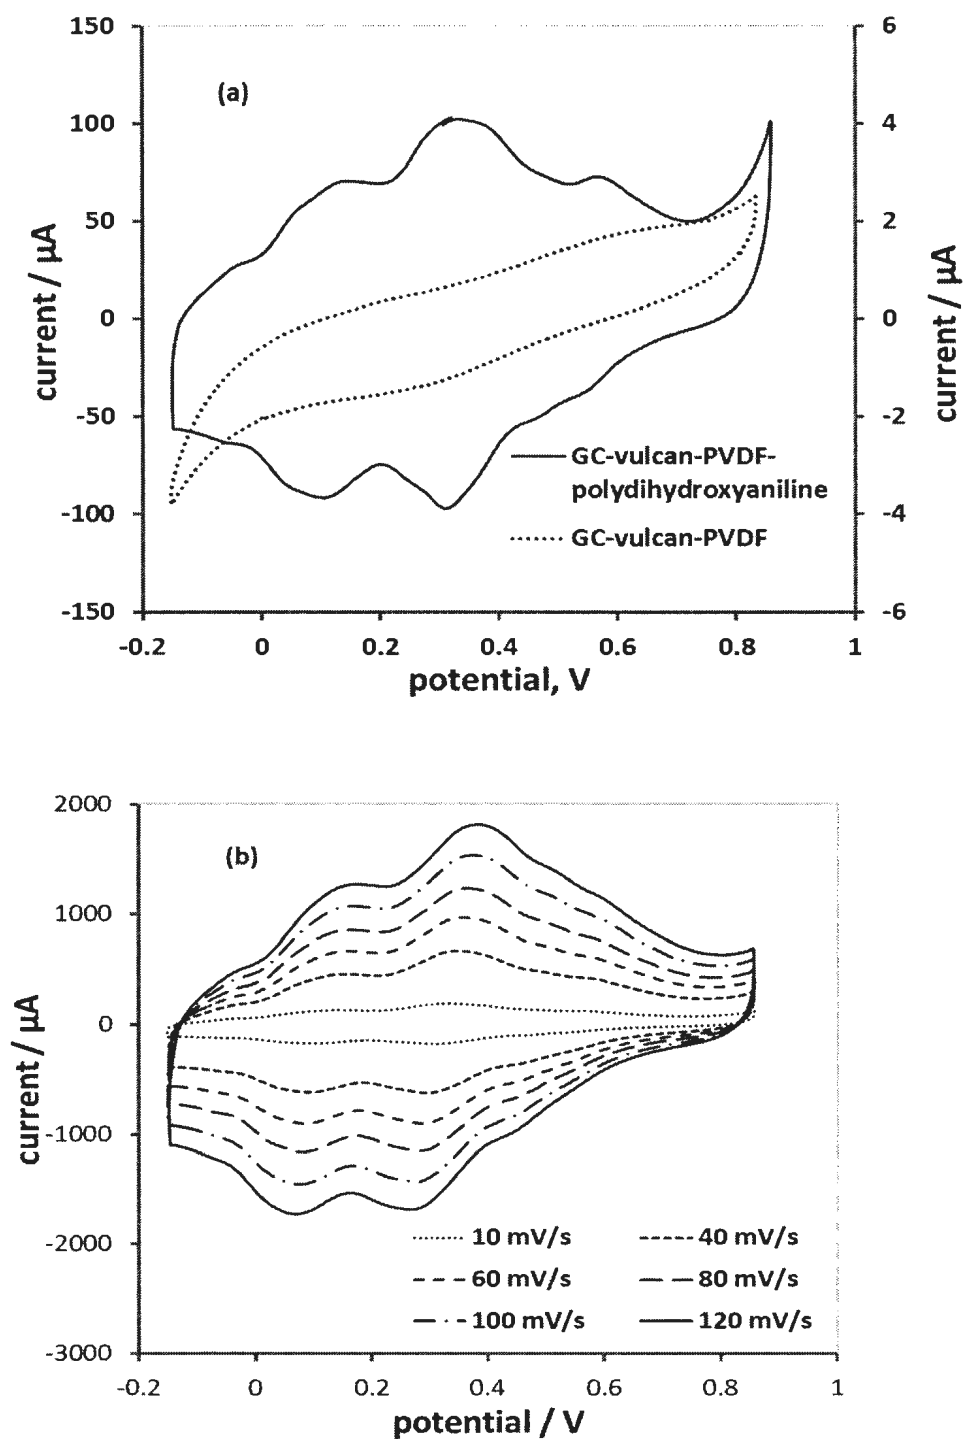 150
6
(a)
100
4
50
2
0
0
-50
-2
-100
-4
-150
-6
current / μA
current / μA
GC-vulcan-PVDF-
polydihydroxyaniline
GC-vulcan-PVDF
-0.2 0 0.2 0.4 0.6 0.8 1
potential, V
2000
(b)
1000
0
-1000
-2000
-3000
current / μA
10 mV/s 40 mV/s
60 mV/s 80 mV/s
100 mV/s 120 mV/s
-0.2 0 0.2 0.4 0.6 0.8 1
potential / V